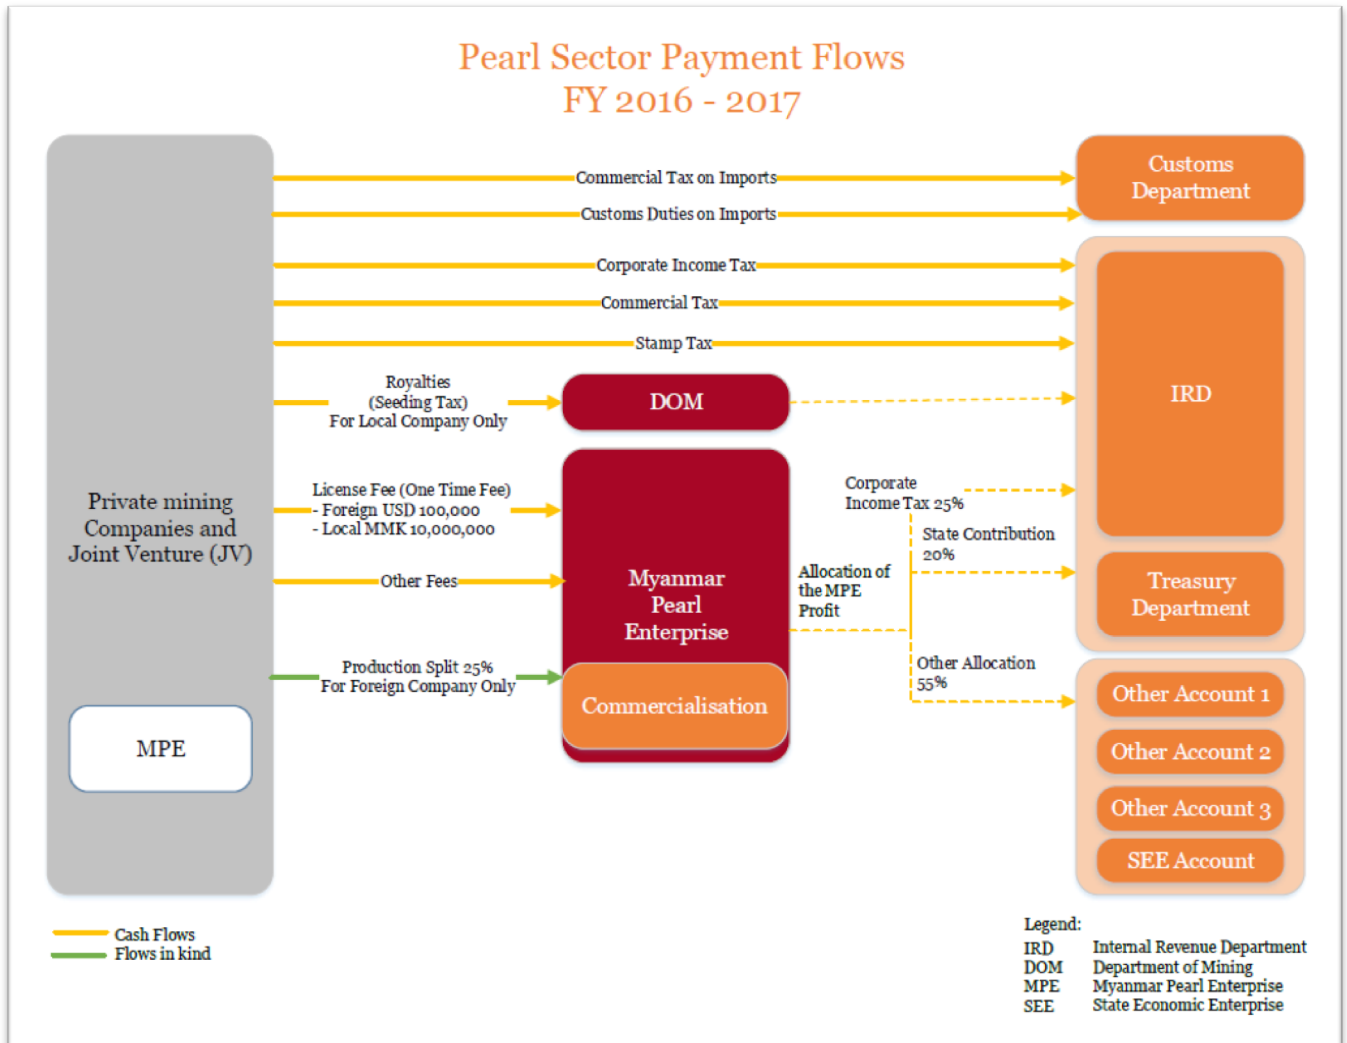 Pearl Sector Payment Flows
FY 2016 - 2017
Customs
Department
Commercial Tax on Imports
Customs Duties on Imports
Corporate Income Tax
Commercial Tax
Stamp Tax
Royalties
(Seeding Tax)
For Local Company Only
DOM
IRD
Private mining
Companies and
Joint Venture (JV)
License Fee (One Time Fee)
- Foreign USD 100,000
- Local MMK 10,000,000
Other Fees
Myanmar
Pearl
Enterprise
Production Split 25%
For Foreign Company Only
Commercialisation
MPE
Allocation of
the MPE
Profit
Corporate
Income Tax 25%
State Contribution
20%
Other Allocation
55%
Treasury
Department
Other Account 1
Other Account 2
Other Account 3
SEE Account
Cash Flows
Flows in kind
Legend:
IRD Internal Revenue Department
DOM Department of Mining
MPE Myanmar Pearl Enterprise
SEE State Economic Enterprise